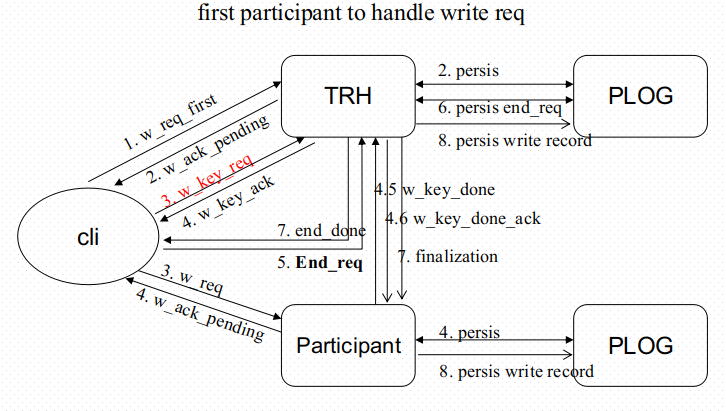 first participant to handle write req
TRH
PLOG
2. persis
6. persis end_req
8. persis write record
1. w_req_first
2. w_ack_pending
3. w_key_req
4. w_key_ack
4.5 w_key_done
4.6 w_key_done_ack
cli
7. end_done
5. End_req
7. finalization
3. w_req
4. w_ack_pending
Participant
PLOG
4. persis
8. persis write record